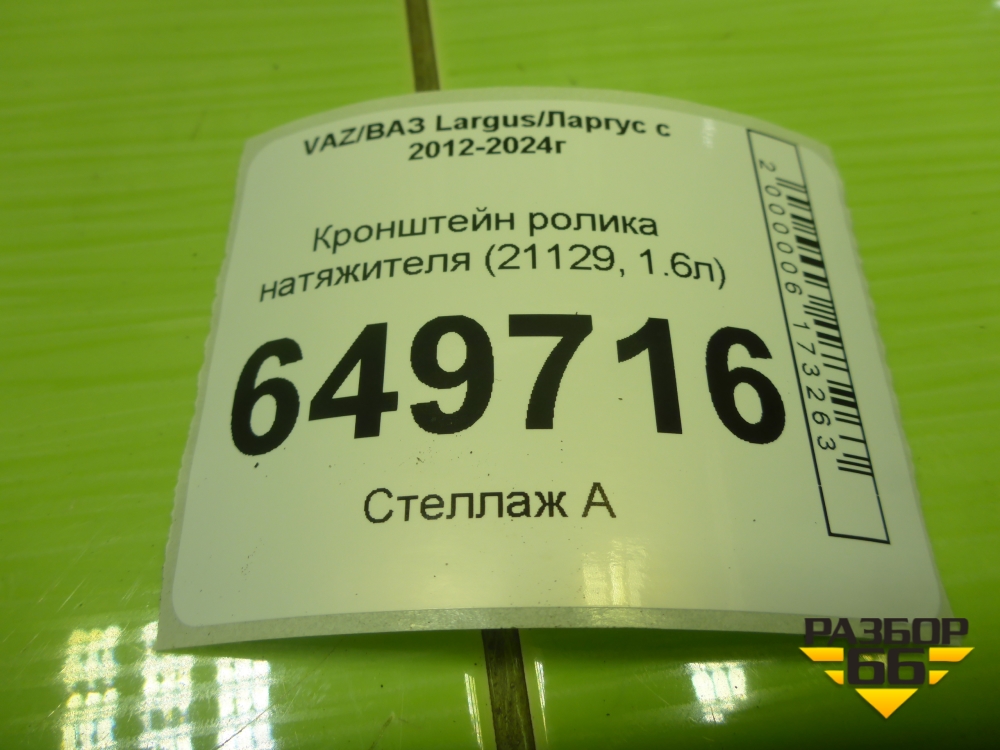 VAZ/ВАЗ Largus/Ларгус с
2012-2024г
Кронштейн ролика
натяжителя (21129, 1.6л)
649716
Стеллаж А
2000006173263
РАЗБОР
66